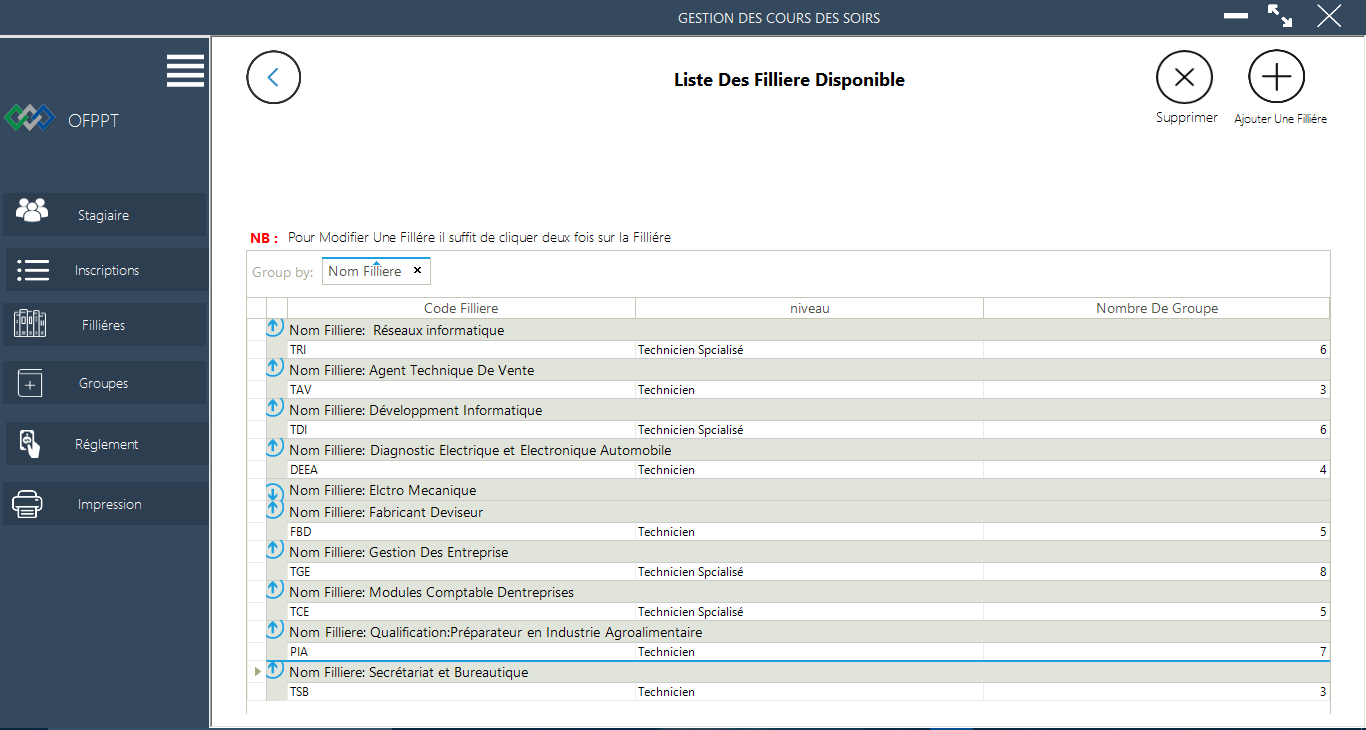 GESTION DES COURS DES SOIRS
OFPPT
Stagiaire
Inscriptions
Filliéres
Groupes
Réglement
Impression
Liste Des Filliere Disponible
Supprimer
Ajouter Une Filliére
NB : Pour Modifier Une Fillére il suffit de cliquer deux fois sur la Filliére
Group by: Nom Filliere
Code Filliere niveau Nombre De Groupe
Nom Filliere: Réseaux informatique
TRI Technicien Spcialisé 6
Nom Filliere: Agent Technique De Vente
TAV Technicien 3
Nom Filliere: Développment Informatique
TDI Technicien Spcialisé 6
Nom Filliere: Diagnostic Electrique et Electronique Automobile
DEEA Technicien 4
Nom Filliere: Elctro Mecanique
Nom Filliere: Fabricant Deviseur
FBD Technicien 5
Nom Filliere: Gestion Des Entreprise
TGE Technicien Spcialisé 8
Nom Filliere: Modules Comptable Dentreprises
TCE Technicien Spcialisé 5
Nom Filliere: Qualification:Préparateur en Industrie Agroalimentaire
PIA Technicien 7
Nom Filliere: Secrétariat et Bureautique
TSB Technicien 3